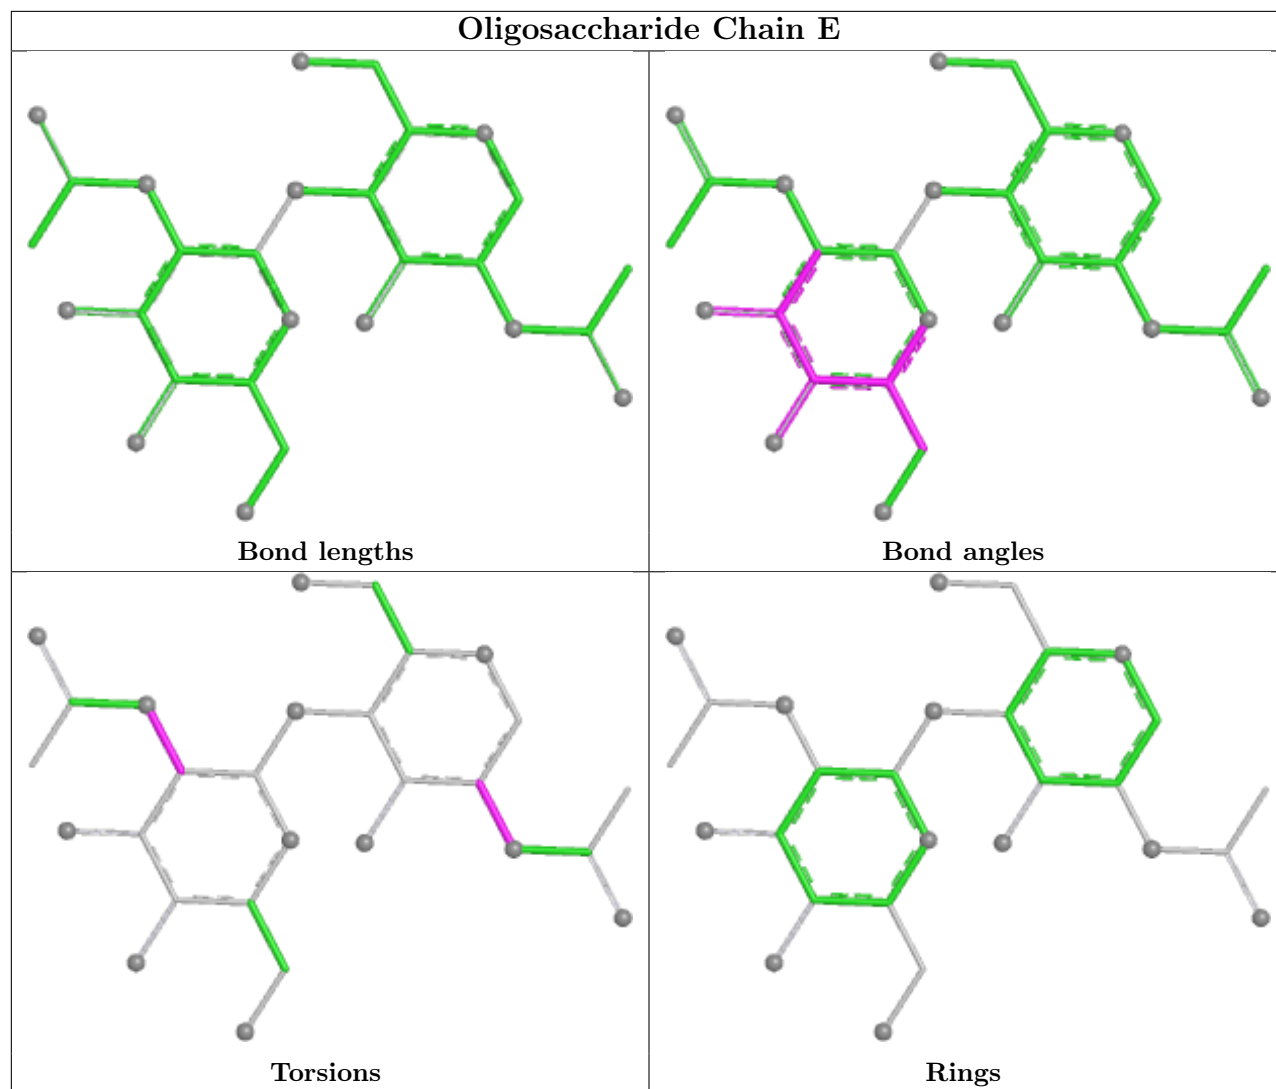 Oligosaccharide Chain E
Bond lengths
Bond angles
Torsions
Rings